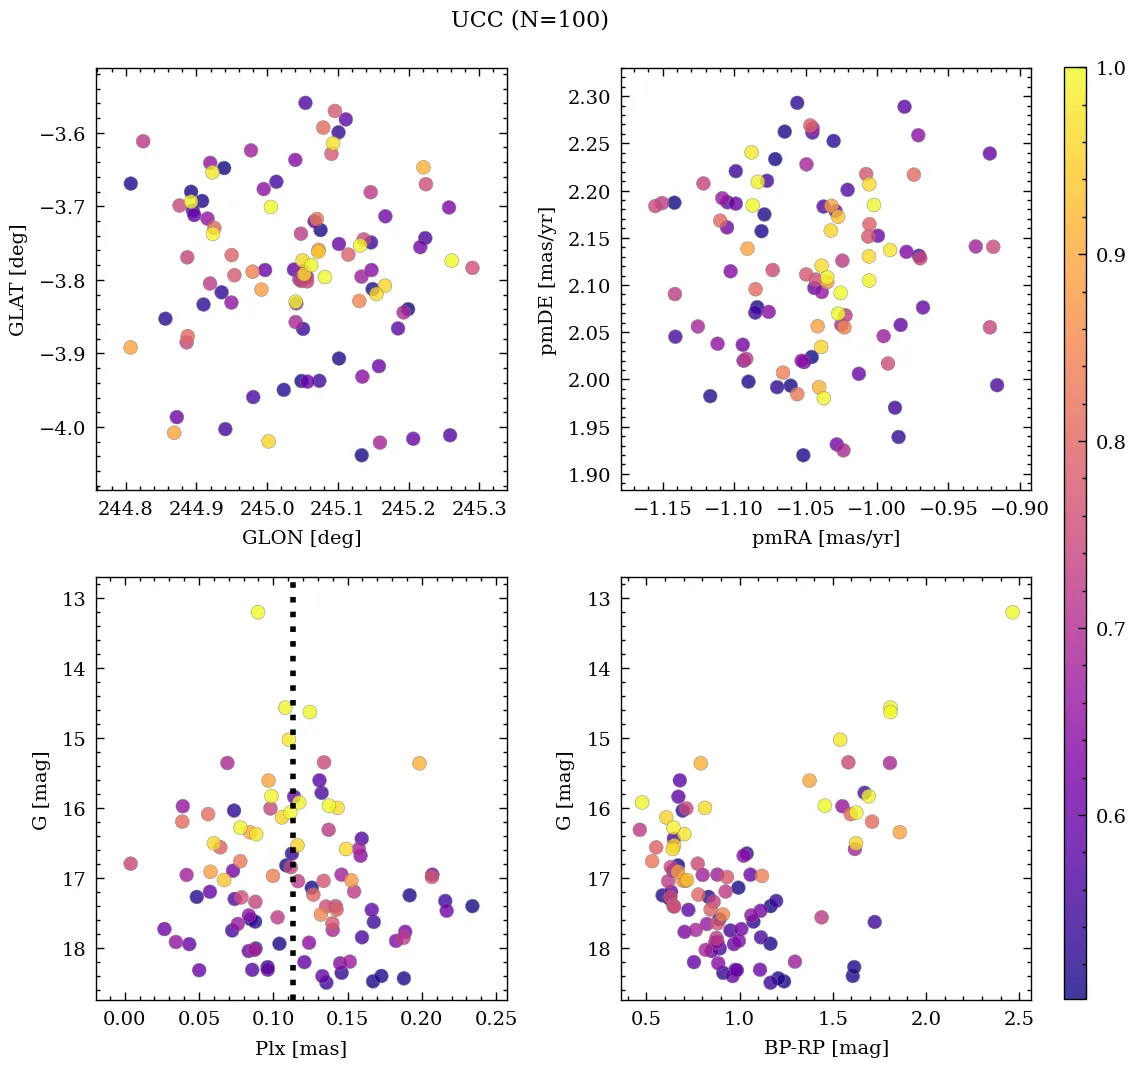 UCC (N=100)
−3.6
−3.7
−3.8
−3.9
−4.0
GLAT [deg]
244.8 244.9 245.0 245.1 245.2 245.3
GLON [deg]
2.30
2.25
2.20
2.15
2.10
2.05
2.00
1.95
1.90
pmDE [mas/yr]
−1.15 −1.10 −1.05 −1.00 −0.95 −0.90
pmRA [mas/yr]
1.0
0.9
0.8
0.7
0.6
13
14
15
16
17
18
G [mag]
0.00 0.05 0.10 0.15 0.20 0.25
Plx [mas]
13
14
15
16
17
18
G [mag]
0.5 1.0 1.5 2.0 2.5
BP-RP [mag]